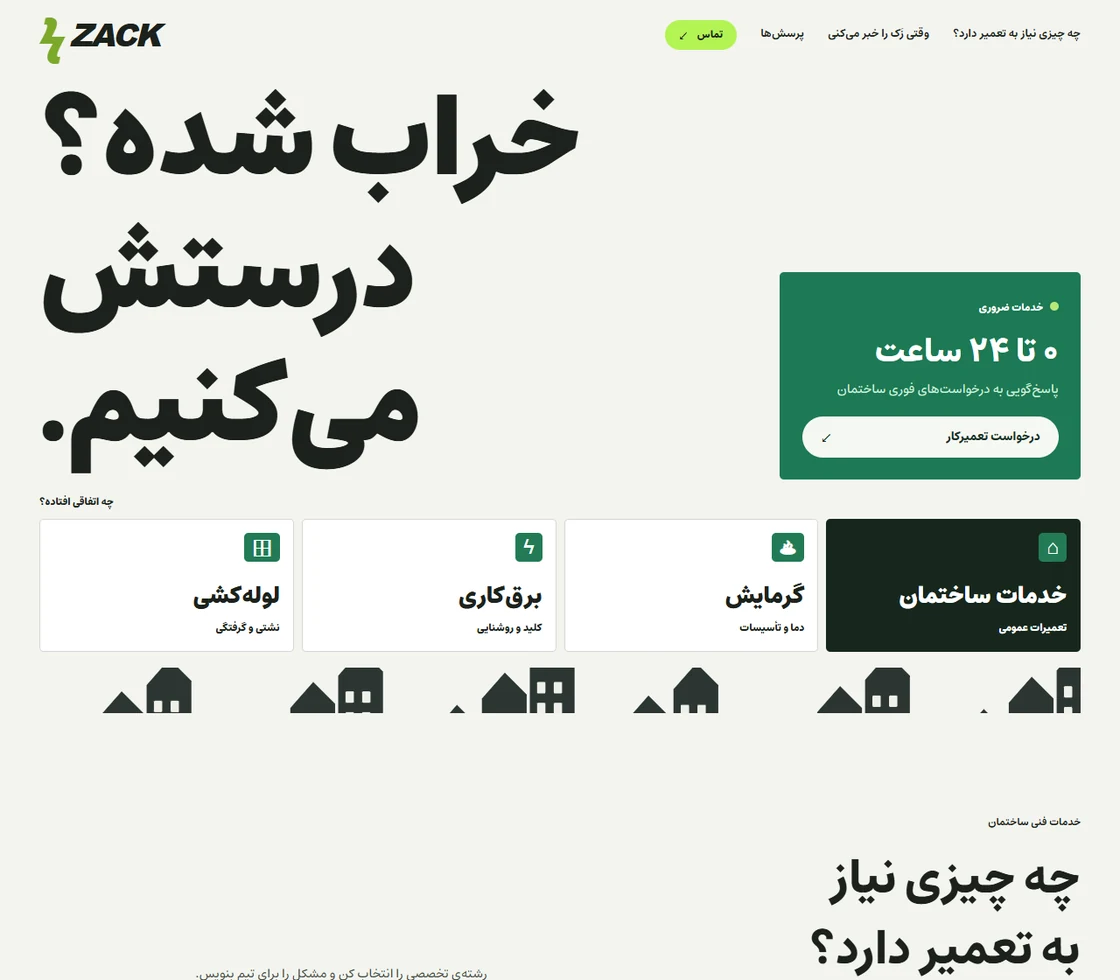 چه چیزی نیاز به تعمیر دارد؟
وقتی زک را خبر می‌کنی
پرسش‌ها
تماس
ZACK
خراب شده؟
درستش
می‌کنیم.
خدمات ضروری
۰ تا ۲۴ ساعت
پاسخ‌گویی به درخواست‌های فوری ساختمان
درخواست تعمیرکار
چه اتفاقی افتاده؟
خدمات ساختمان
تعمیرات عمومی
گرمایش
دما و تأسیسات
برق‌کاری
کلید و روشنایی
لوله‌کشی
نشتی و گرفتگی
خدمات فنی ساختمان
چه چیزی نیاز
به تعمیر دارد؟
رشته‌ی تخصصی را انتخاب کن و مشکل را برای تیم بنویس.